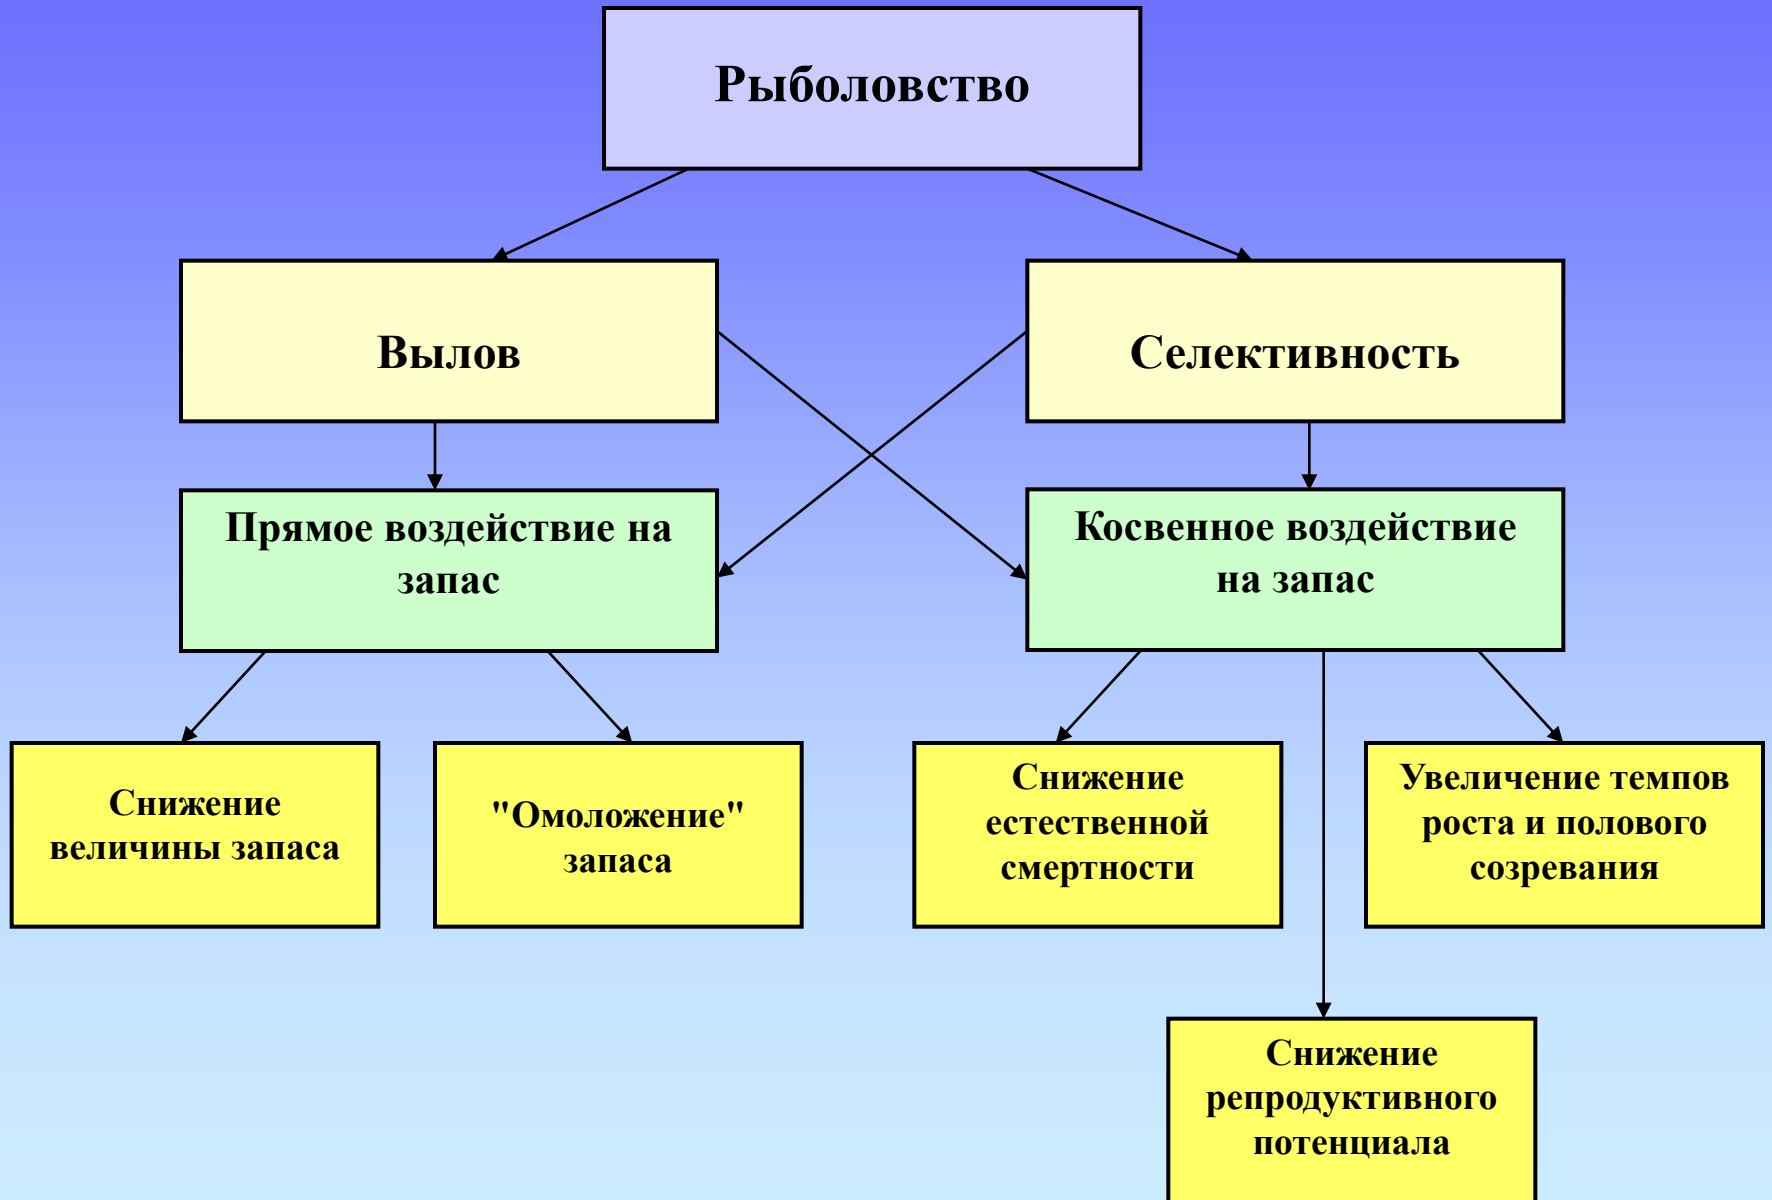 Рыболовство
Вылов
Селективность
Прямое воздействие на
запас
Косвенное воздействие
на запас
Снижение
величины запаса
"Омоложение"
запаса
Снижение
естественной
смертности
Увеличение темпов
роста и полового
созревания
Снижение
репродуктивного
потенциала